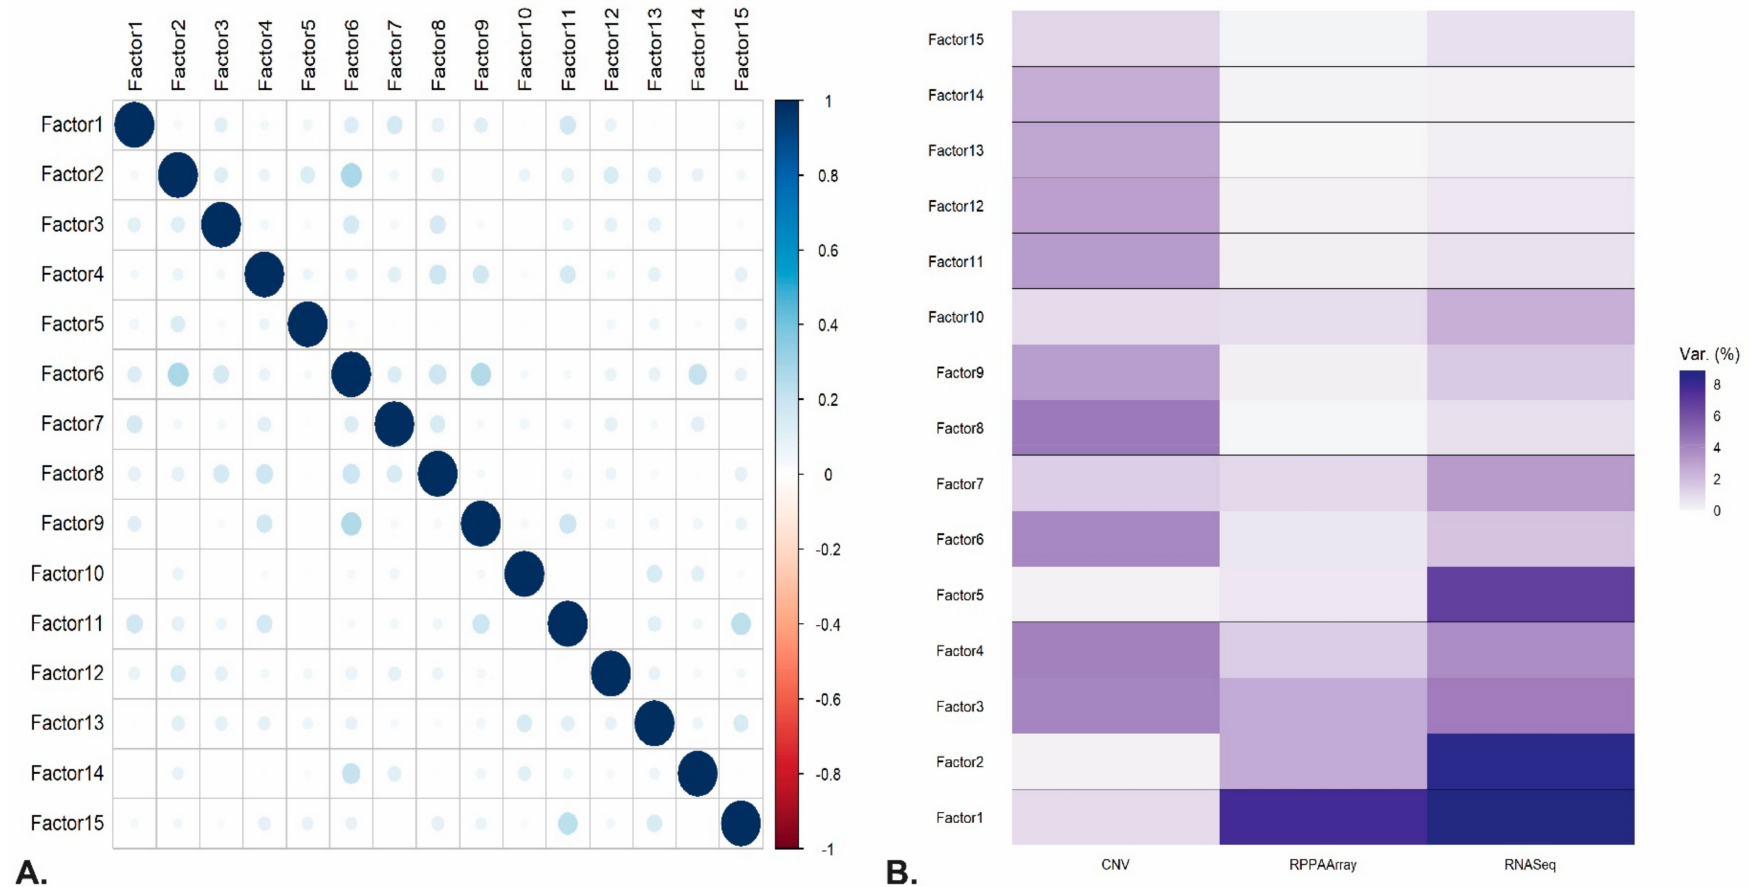 Factor1
Factor2
Factor3
Factor4
Factor5
Factor6
Factor7
Factor8
Factor9
Factor10
Factor11
Factor12
Factor13
Factor14
Factor15
Factor1
Factor2
Factor3
Factor4
Factor5
Factor6
Factor7
Factor8
Factor9
Factor10
Factor11
Factor12
Factor13
Factor14
Factor15
1
0.8
0.6
0.4
0.2
0
-0.2
-0.4
-0.6
-0.8
-1
A.
Factor15
Factor14
Factor13
Factor12
Factor11
Factor10
Factor9
Factor8
Factor7
Factor6
Factor5
Factor4
Factor3
Factor2
Factor1
CNV RPPAArray RNASeq
Var. (%)
8
6
4
2
0
B.